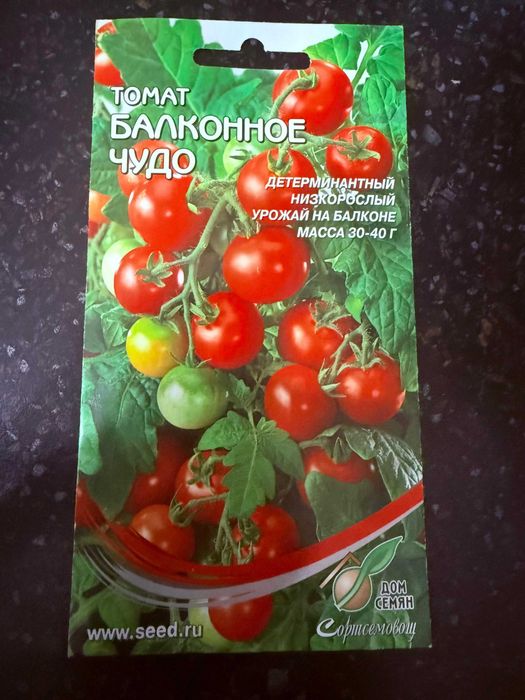 ТОМАТ
БАЛКОННОЕ
ЧУДО
ДЕТЕРМИНАНТНЫЙ
НИЗКОРОСЛЫЙ
УРОЖАЙ НА БАЛКОНЕ
МАССА 30-40 Г
ДОМ
СЕМЯН
Сортсемовощ
www.seed.ru